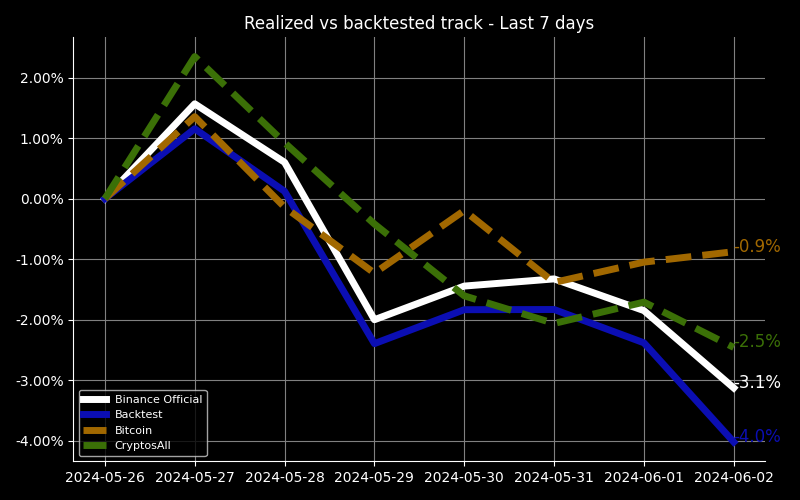 Realized vs backtested track - Last 7 days
2.00%
1.00%
0.00%
-1.00%
-2.00%
-3.00%
-4.00%
-0.9%
-2.5%
-3.1%
-4.0%
Binance Official
Backtest
Bitcoin
CryptosAll
2024-05-26 2024-05-27 2024-05-28 2024-05-29 2024-05-30 2024-05-31 2024-06-01 2024-06-02